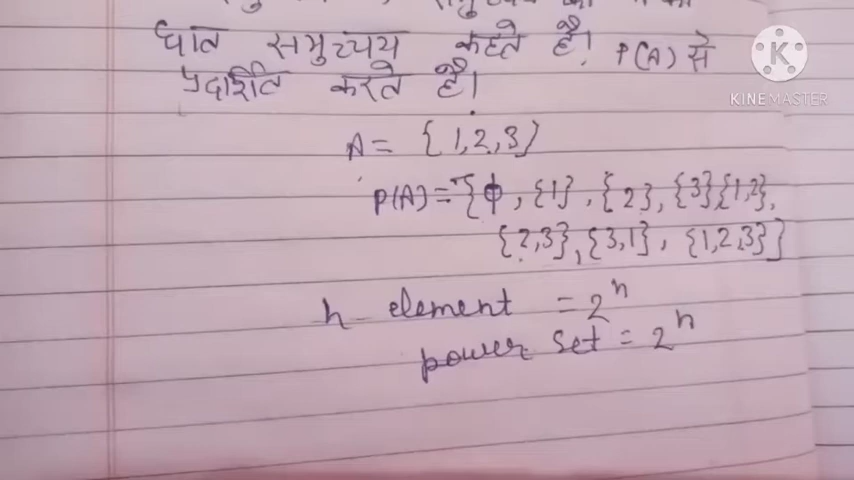 घात समुच्चय कहते है। P(A) से
प्रदर्शित करते है।
A = {1,2,3}
P(A) = {ϕ, {1}, {2}, {3}{1,2},
{2,3}, {3,1}, {1,2,3}}
n - element = 2ⁿ
power set = 2ⁿ
KINEMASTER